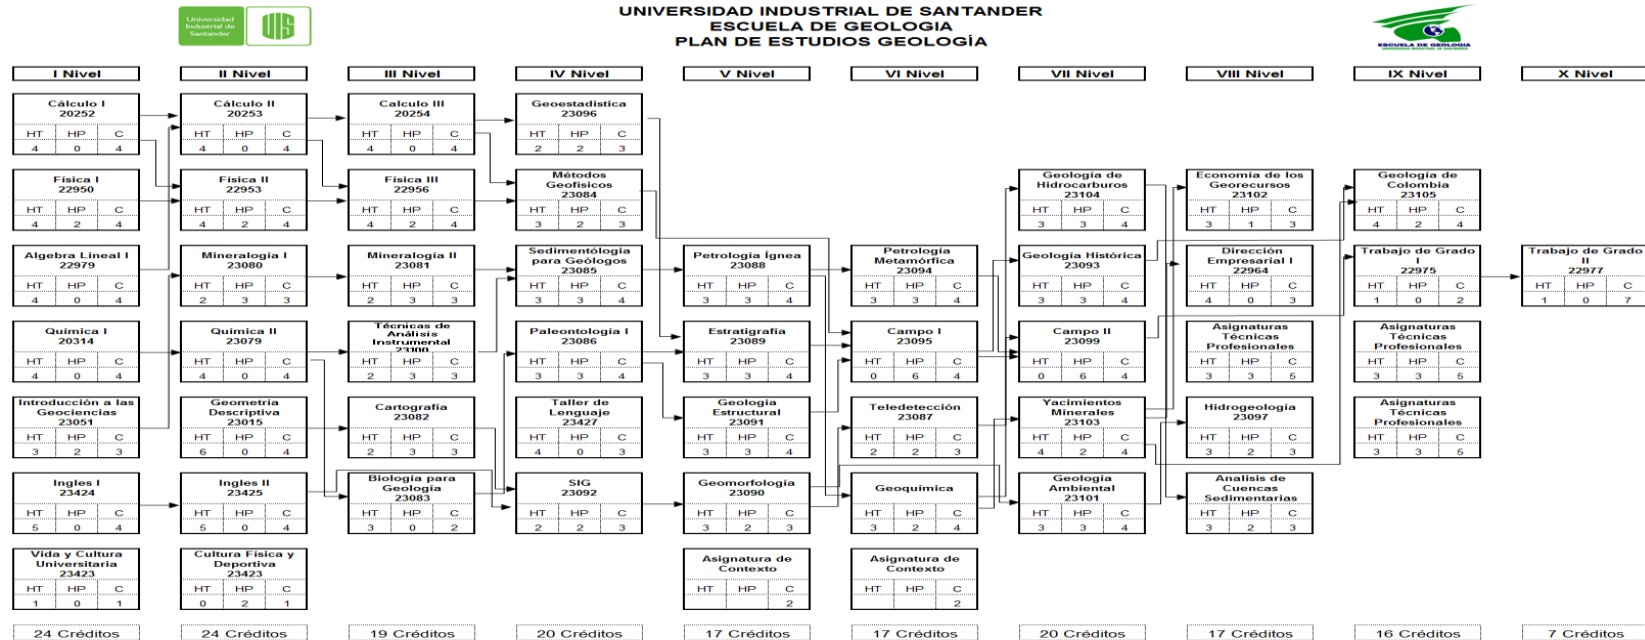 Universidad
Industrial de
Santander
UIS
UNIVERSIDAD INDUSTRIAL DE SANTANDER
ESCUELA DE GEOLOGIA
PLAN DE ESTUDIOS GEOLOGÍA
ESCUELA DE GEOLOGIA
UNIVERSIDAD INDUSTRIAL DE SANTANDER
I Nivel
Cálculo I
20252
HT HP C
4 0 4
Física I
22950
HT HP C
4 2 4
Algebra Lineal I
22979
HT HP C
4 0 4
Química I
20314
HT HP C
4 0 4
Introducción a las
Geociencias
23051
HT HP C
3 2 3
Ingles I
23424
HT HP C
5 0 4
Vida y Cultura
Universitaria
23423
HT HP C
1 0 1
24 Créditos
II Nivel
Cálculo II
20253
HT HP C
4 0 4
Física II
22953
HT HP C
4 2 4
Mineralogía I
23080
HT HP C
2 3 3
Química II
23079
HT HP C
4 0 4
Geometría
Descriptiva
23015
HT HP C
6 0 4
Ingles II
23425
HT HP C
5 0 4
Cultura Física y
Deportiva
23423
HT HP C
0 2 1
24 Créditos
III Nivel
Calculo III
20254
HT HP C
4 0 4
Física III
22956
HT HP C
4 2 4
Mineralogía II
23081
HT HP C
2 3 3
Técnicas de
Análisis
Instrumental
23100
HT HP C
2 3 3
Cartografía
23082
HT HP C
2 3 3
Biología para
Geología
23083
HT HP C
3 0 2
19 Créditos
IV Nivel
Geoestadística
23096
HT HP C
2 2 3
Métodos
Geofísicos
23084
HT HP C
3 2 3
Sedimentólogia
para Geólogos
23085
HT HP C
3 3 4
Paleontología I
23086
HT HP C
3 3 4
Taller de
Lenguaje
23427
HT HP C
4 0 3
SIG
23092
HT HP C
2 2 3
20 Créditos
V Nivel
Petrología Ígnea
23088
HT HP C
3 3 4
Estratigrafía
23089
HT HP C
3 3 4
Geología
Estructural
23091
HT HP C
3 3 4
Geomorfología
23090
HT HP C
3 2 3
Asignatura de
Contexto
HT HP C
2
17 Créditos
VI Nivel
Petrología
Metamórfica
23094
HT HP C
3 3 4
Campo I
23095
HT HP C
0 6 4
Teledetección
23087
HT HP C
2 2 3
Geoquímica
HT HP C
3 2 4
Asignatura de
Contexto
HT HP C
2
17 Créditos
VII Nivel
Geología de
Hidrocarburos
23104
HT HP C
3 3 4
Geología Histórica
23093
HT HP C
3 3 4
Campo II
23099
HT HP C
0 6 4
Yacimientos
Minerales
23103
HT HP C
4 2 4
Geología
Ambiental
23101
HT HP C
3 3 4
20 Créditos
VIII Nivel
Economía de los
Georecursos
23102
HT HP C
3 1 3
Dirección
Empresarial I
22964
HT HP C
4 0 3
Asignaturas
Técnicas
Profesionales
HT HP C
3 3 5
Hidrogeología
23097
HT HP C
3 2 3
Analisis de
Cuencas
Sedimentarias
HT HP C
3 2 3
17 Créditos
IX Nivel
Geología de
Colombia
23105
HT HP C
4 2 4
Trabajo de Grado
I
22975
HT HP C
1 0 2
Asignaturas
Técnicas
Profesionales
HT HP C
3 3 5
Asignaturas
Técnicas
Profesionales
HT HP C
3 3 5
16 Créditos
X Nivel
Trabajo de Grado
II
22977
HT HP C
1 0 7
7 Créditos